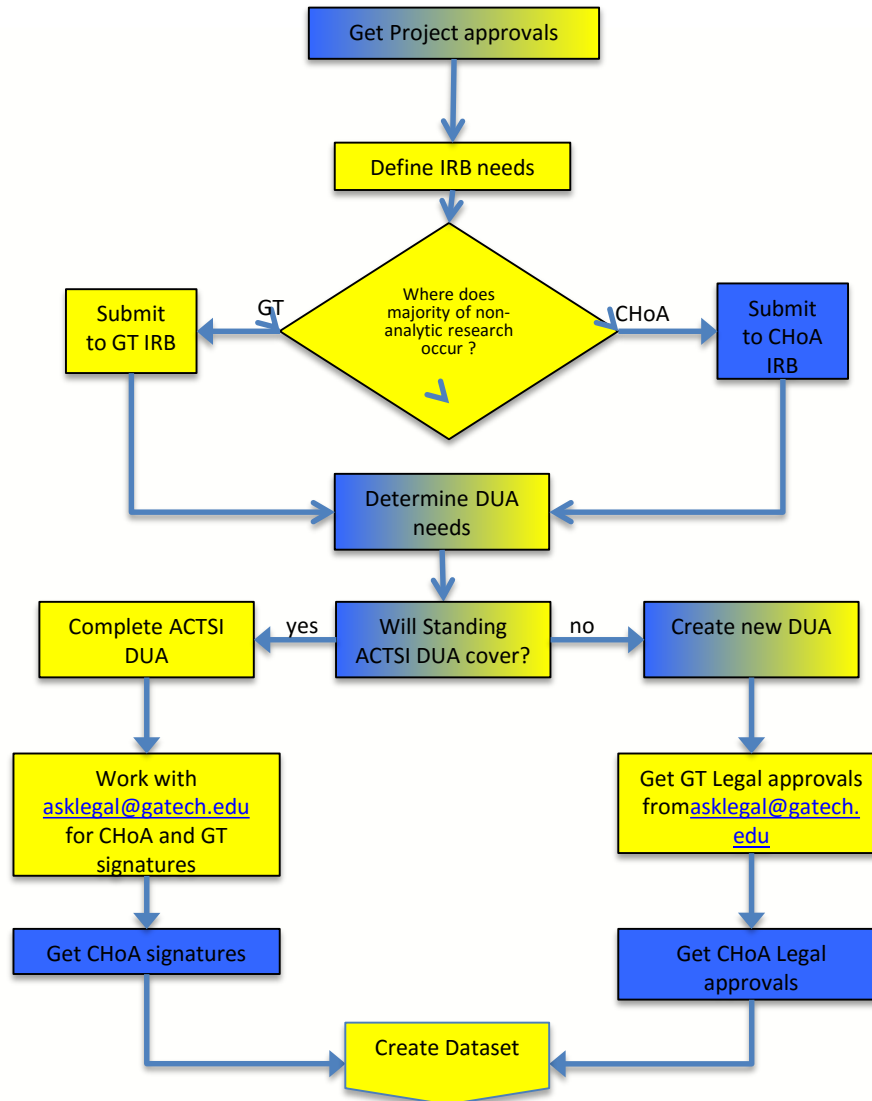 Get Project approvals
Define IRB needs
GT
Where does
majority of non-
analytic research
occur ?
CHoA
Submit
to GT IRB
Submit
to CHoA
IRB
Determine DUA
needs
Complete ACTSI
DUA
yes
Will Standing
ACTSI DUA cover?
no
Create new DUA
Work with
asklegal@gatech.edu
for CHoA and GT
signatures
Get GT Legal approvals
fromasklegal@gatech.
edu
Get CHoA signatures
Get CHoA Legal
approvals
Create Dataset